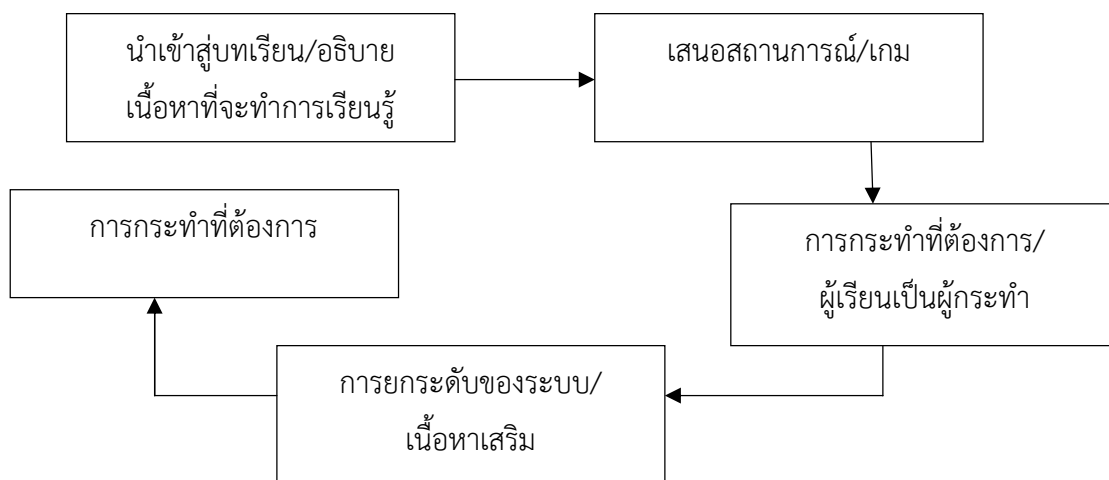 นำเข้าสู่บทเรียน/อธิบาย
เนื้อหาที่จะทำการเรียนรู้
เสนอสถานการณ์/เกม
การกระทำที่ต้องการ/
ผู้เรียนเป็นผู้กระทำ
การยกระดับของระบบ/
เนื้อหาเสริม
การกระทำที่ต้องการ